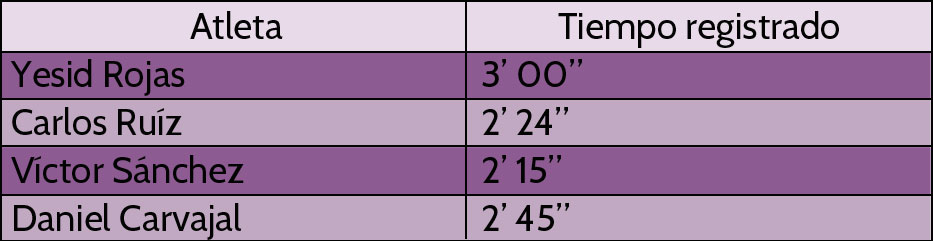 Atleta Tiempo registrado
Yesid Rojas 3’ 00’’
Carlos Ruíz 2’ 24’’
Víctor Sánchez 2’ 15’’
Daniel Carvajal 2’ 45’’